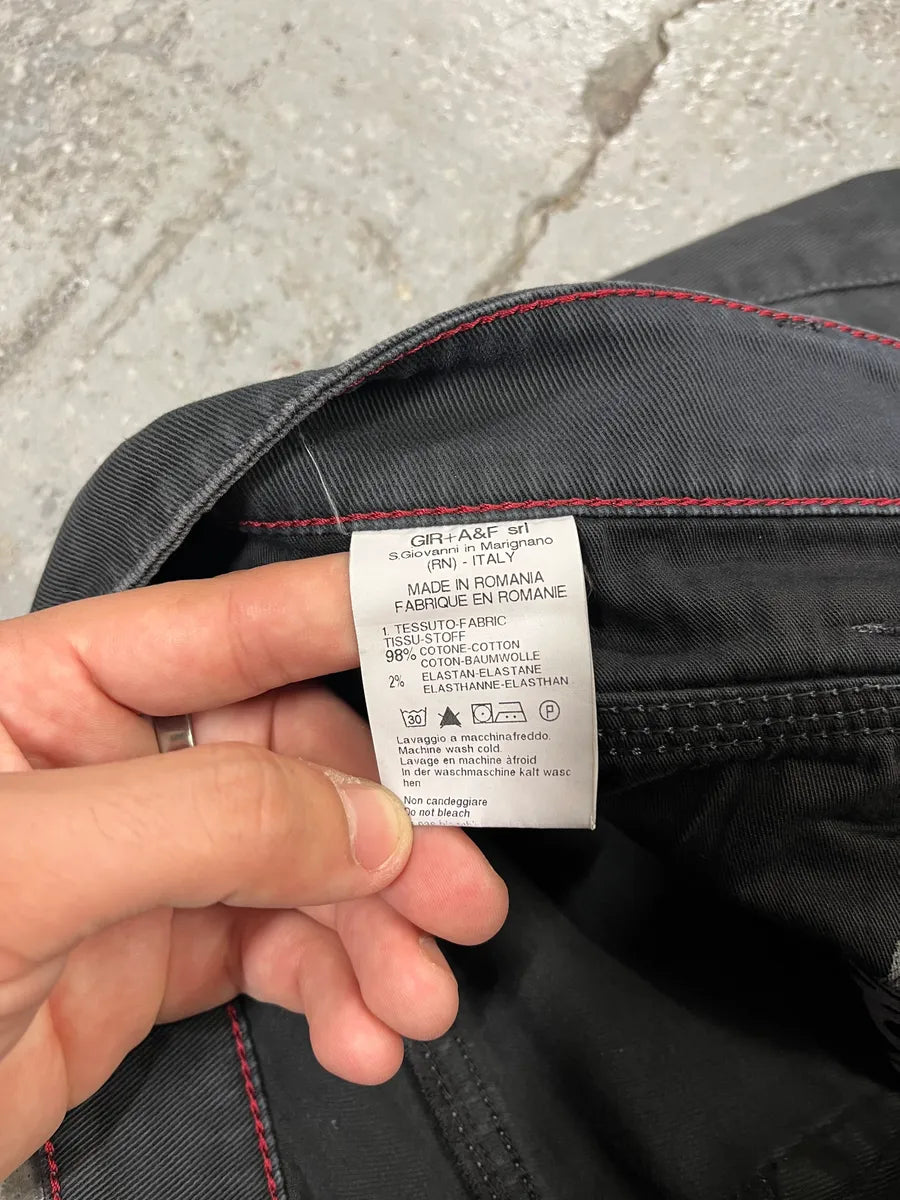 GIR+A&F srl
S.Giovanni in Marignano
(RN) - ITALY
MADE IN ROMANIA
FABRIQUE EN ROMANIE
1. TESSUTO-FABRIC
TISSU-STOFF
98% COTONE-COTTON
COTON-BAUMWOLLE
2% ELASTAN-ELASTANE
ELASTHANNE-ELASTHAN
30 P
Lavaggio a macchinafreddo.
Machine wash cold.
Lavage en machine àfroid
In der waschmaschine kalt wasc
hen
Non candeggiare
Do not bleach